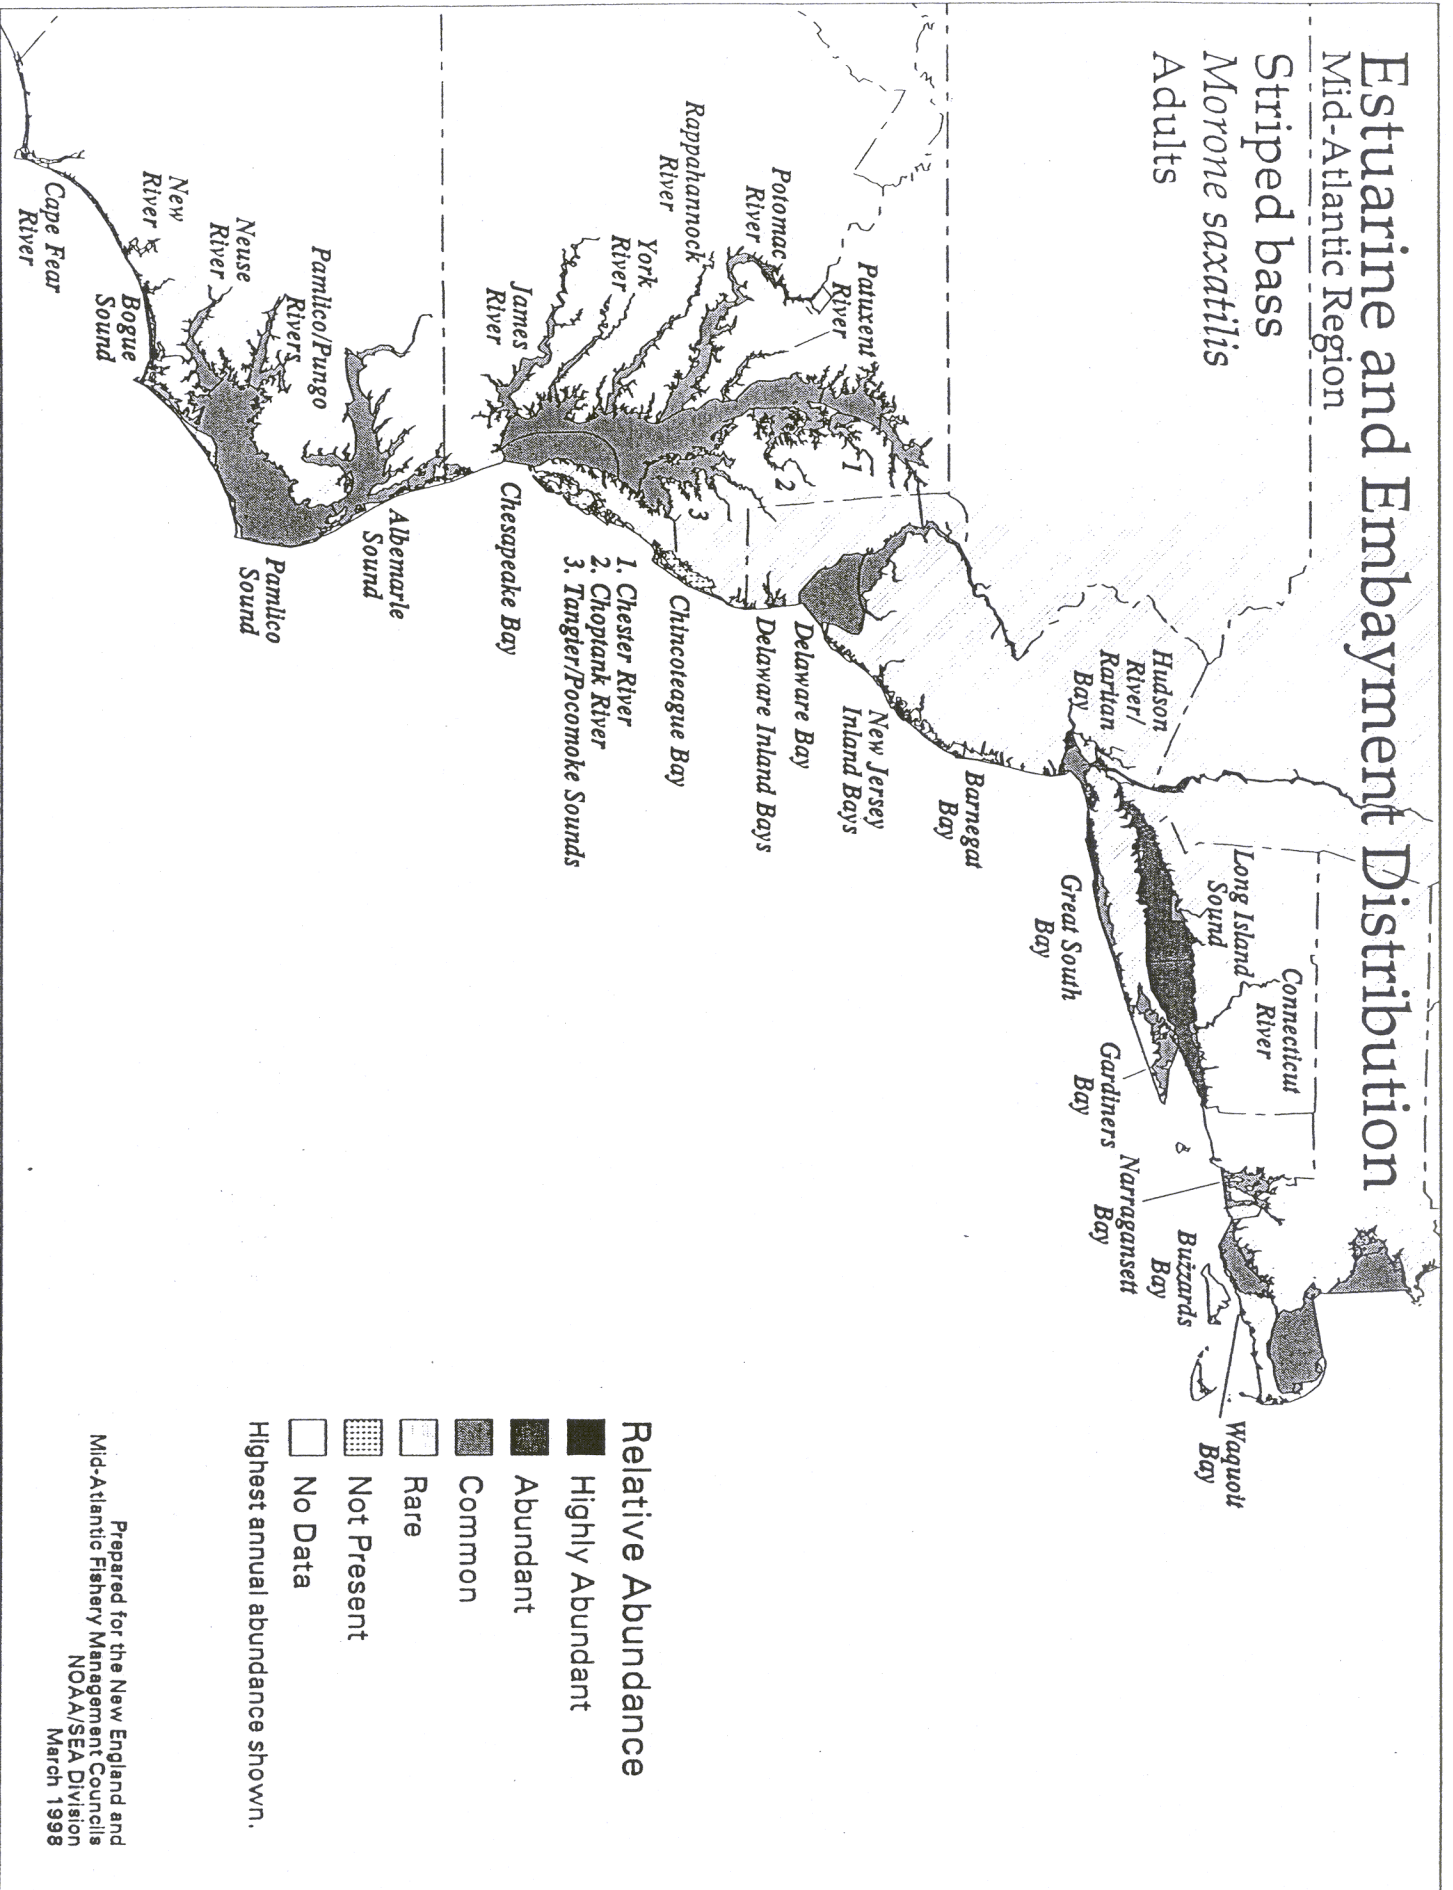 Estuarine and Embayment Distribution
Mid-Atlantic Region
Striped bass
Morone saxatilis
Adults
Hudson
River/
Raritan
Bay
Long Island
Sound
Connecticut
River
Waquoit
Bay
Buzzards
Bay
Narragansett
Bay
Gardiners
Bay
Great South
Bay
Barnegat
Bay
New Jersey
Inland Bays
Delaware Bay
Delaware Inland Bays
Chincoteague Bay
Patuxent
River
Potomac
River
Rappahannock
River
York
River
James
River
1
2
3
1. Chester River
2. Choptank River
3. Tangier/Pocomoke Sounds
Chesapeake Bay
Albemarle
Sound
Pamlico/Pungo
Rivers
Pamlico
Sound
Neuse
River
New
River
Bogue
Sound
Cape Fear
River
Relative Abundance
Highly Abundant
Abundant
Common
Rare
Not Present
No Data
Highest annual abundance shown.
Prepared for the New England and
Mid-Atlantic Fishery Management Councils
NOAA/SEA Division
March 1998